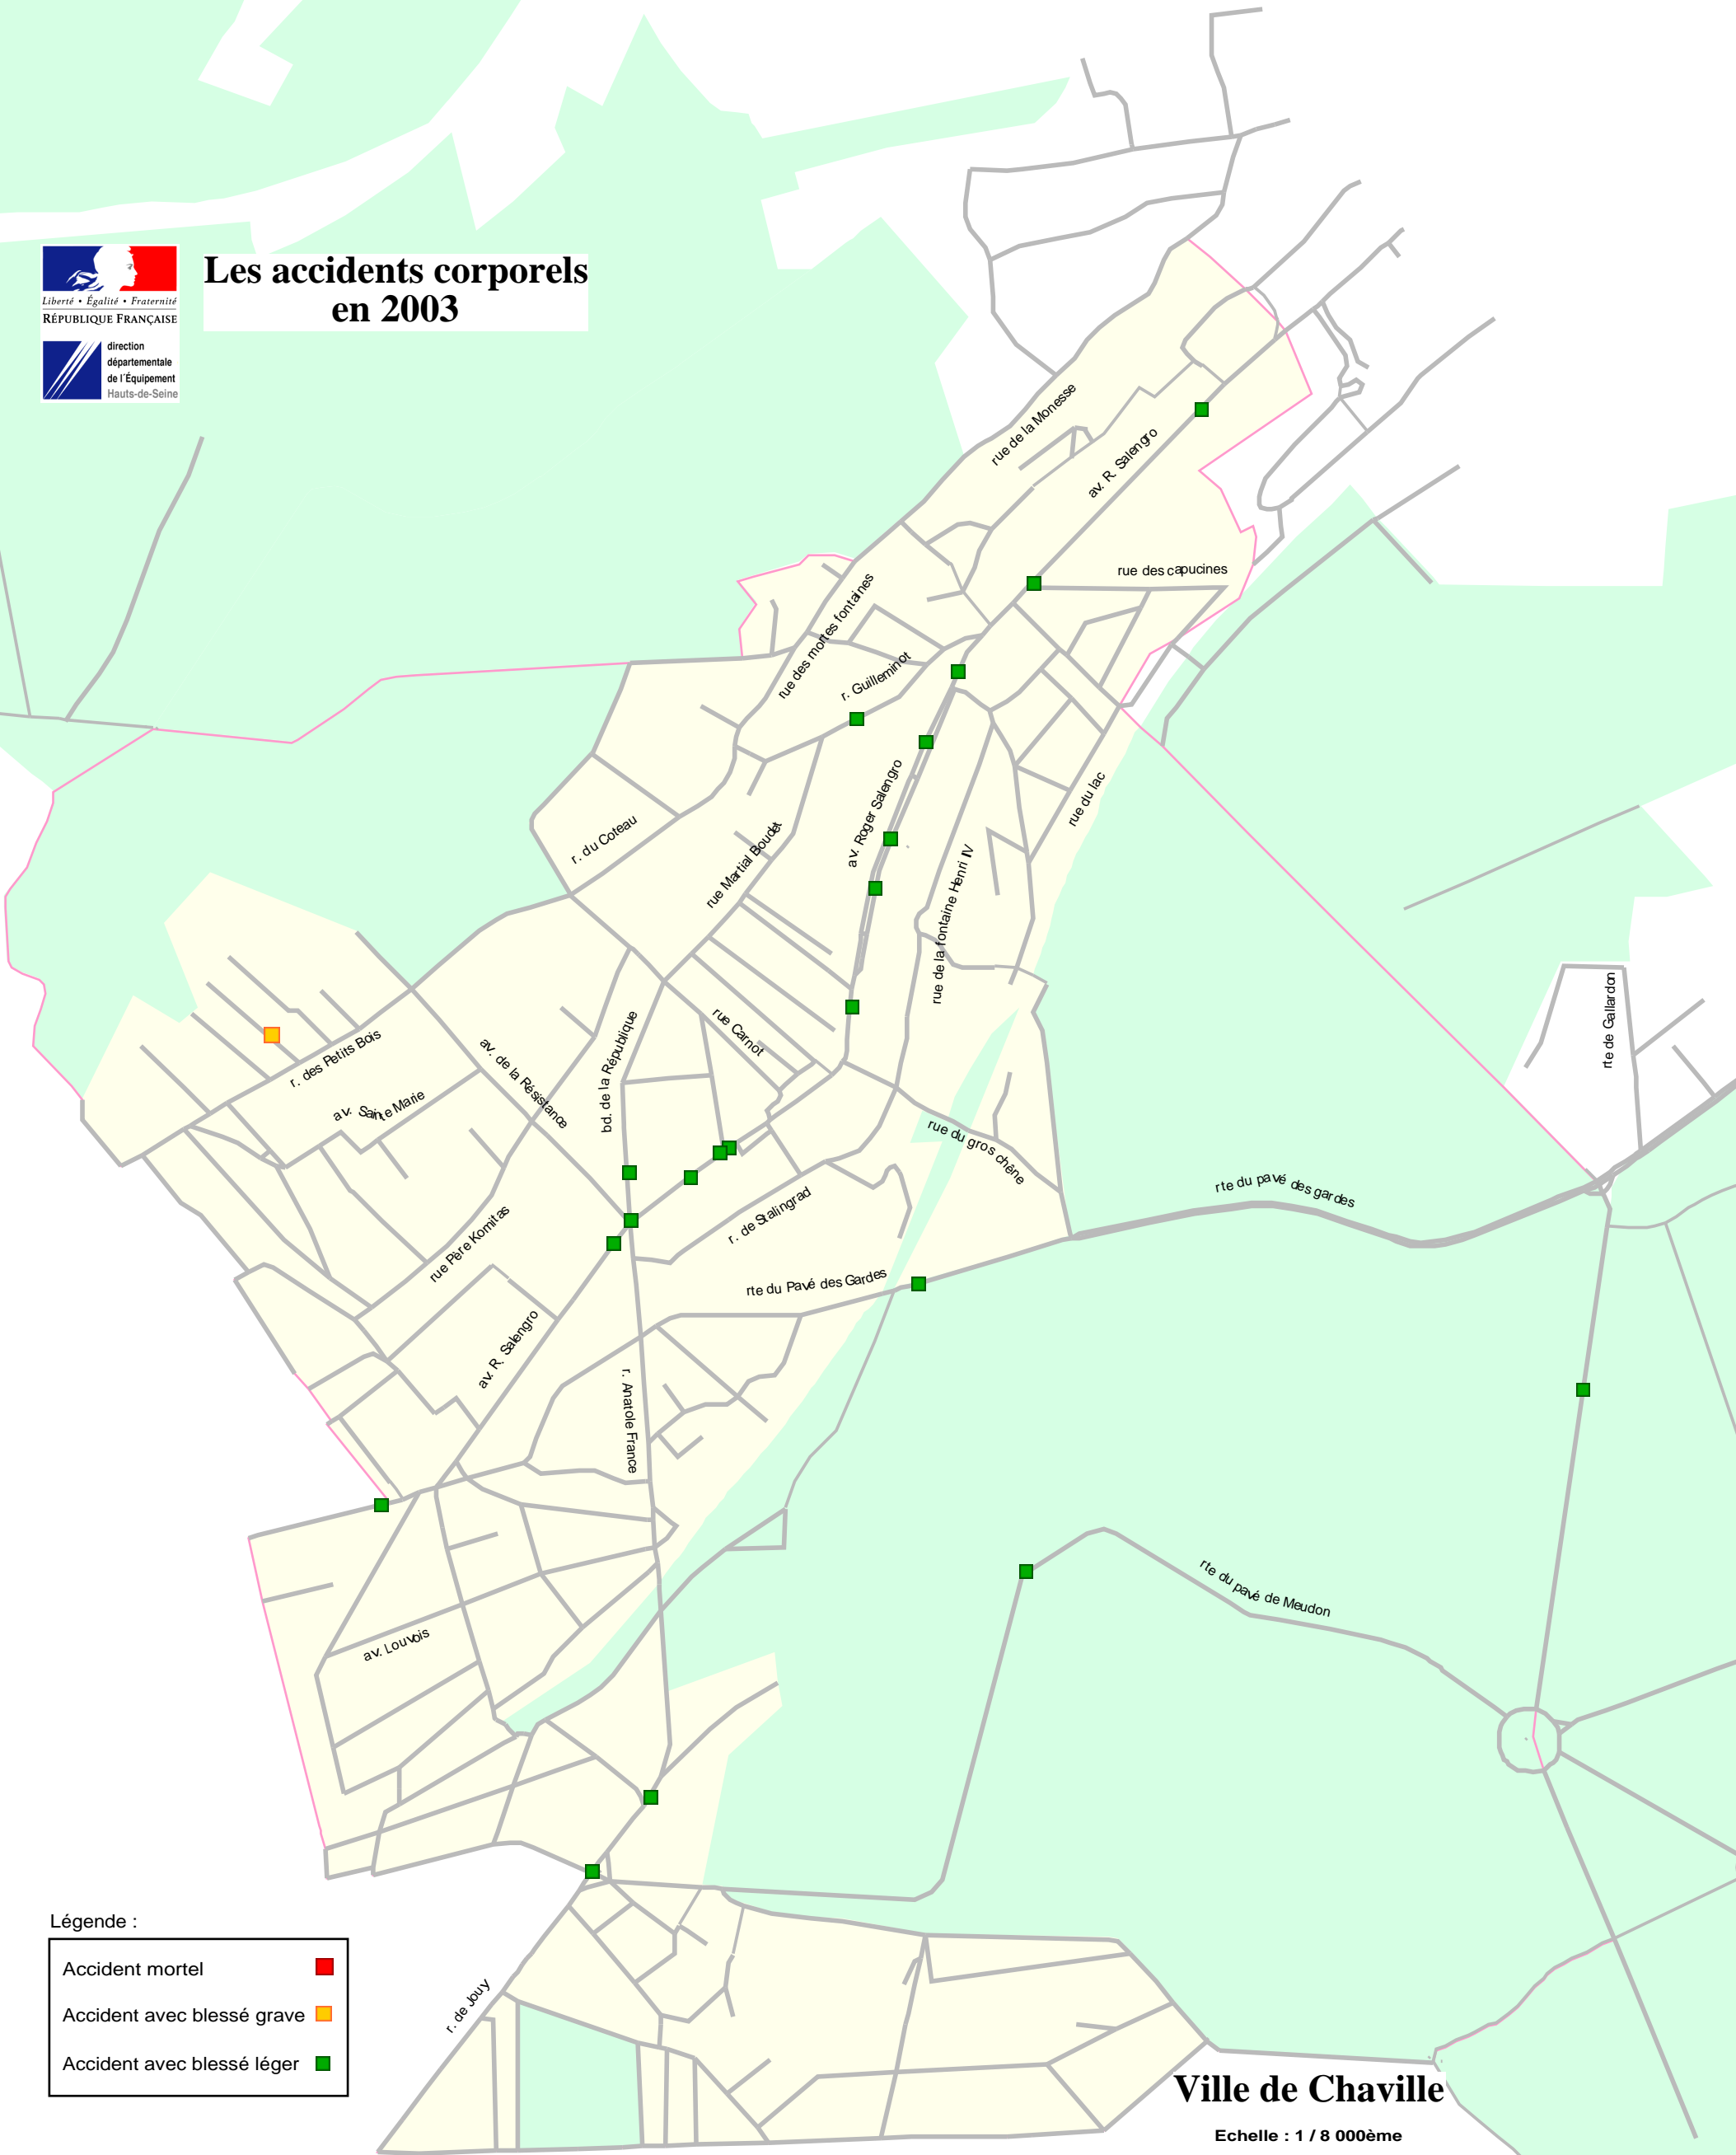 Les accidents corporels
en 2003
Liberté • Égalité • Fraternité
RÉPUBLIQUE FRANÇAISE
direction
départementale
de l'Équipement
Hauts-de-Seine
rue de la Monesse
av. R. Salengro
rue des capucines
rue des mortes fontaines
r. Guilleminot
rue du lac
av. Roger Salengro
r. du Coteau
rue Martial Boudet
rue de la fontaine Henri IV
rte de Gallardon
rue Carnot
bd. de la République
av. de la Résistance
r. des Petits Bois
av. Sainte Marie
rue du gros chêne
rte du pavé des gardes
r. de Stalingrad
rue Père Komitas
rte du Pavé des Gardes
av. R. Salengro
r. Anatole France
rte du pavé de Meudon
av. Louvois
r. de Jouy
Légende :
Accident mortel
Accident avec blessé grave
Accident avec blessé léger
Ville de Chaville
Echelle : 1 / 8 000ème